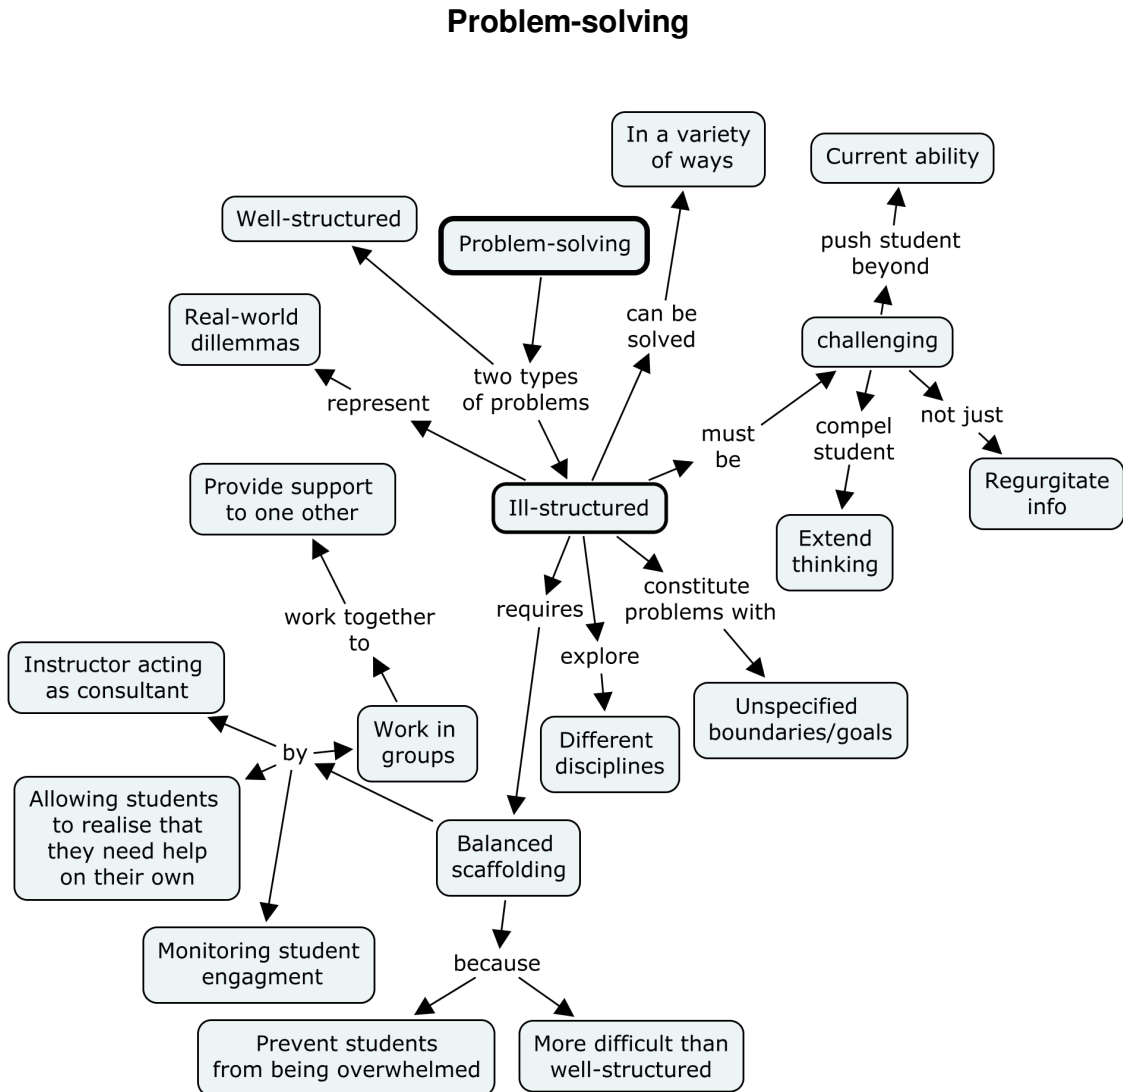 Problem-solving
In a variety
of ways
Current ability
Well-structured
Problem-solving
push student
beyond
Real-world
dillemmas
can be
solved
challenging
two types
of problems
represent
must
be
compel
student
not just
Provide support
to one other
Ill-structured
Regurgitate
info
Extend
thinking
constitute
problems with
requires
work together
to
explore
Instructor acting
as consultant
Unspecified
boundaries/goals
Work in
groups
Different
disciplines
by
Allowing students
to realise that
they need help
on their own
Balanced
scaffolding
Monitoring student
engagment
because
Prevent students
from being overwhelmed
More difficult than
well-structured